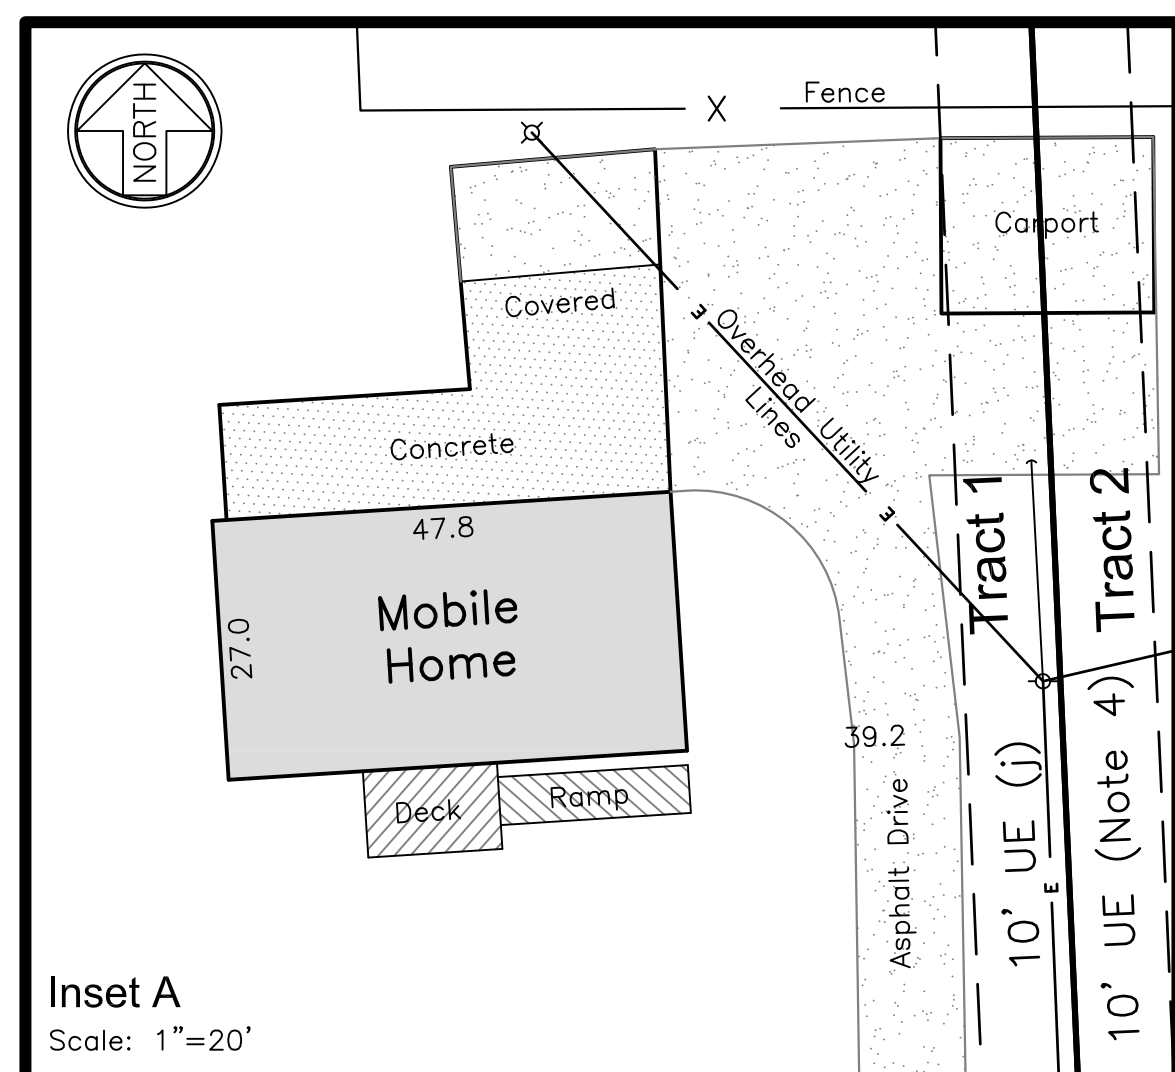 NORTH
Fence
X
Carport
Covered
E
Overhead Utility
Lines
Concrete
E
47.8
Tract 1
Tract 2
Mobile
Home
27.0
39.2
10' UE (j)
10' UE (Note 4)
Deck
Ramp
Asphalt Drive
E
Inset A
Scale: 1"=20'